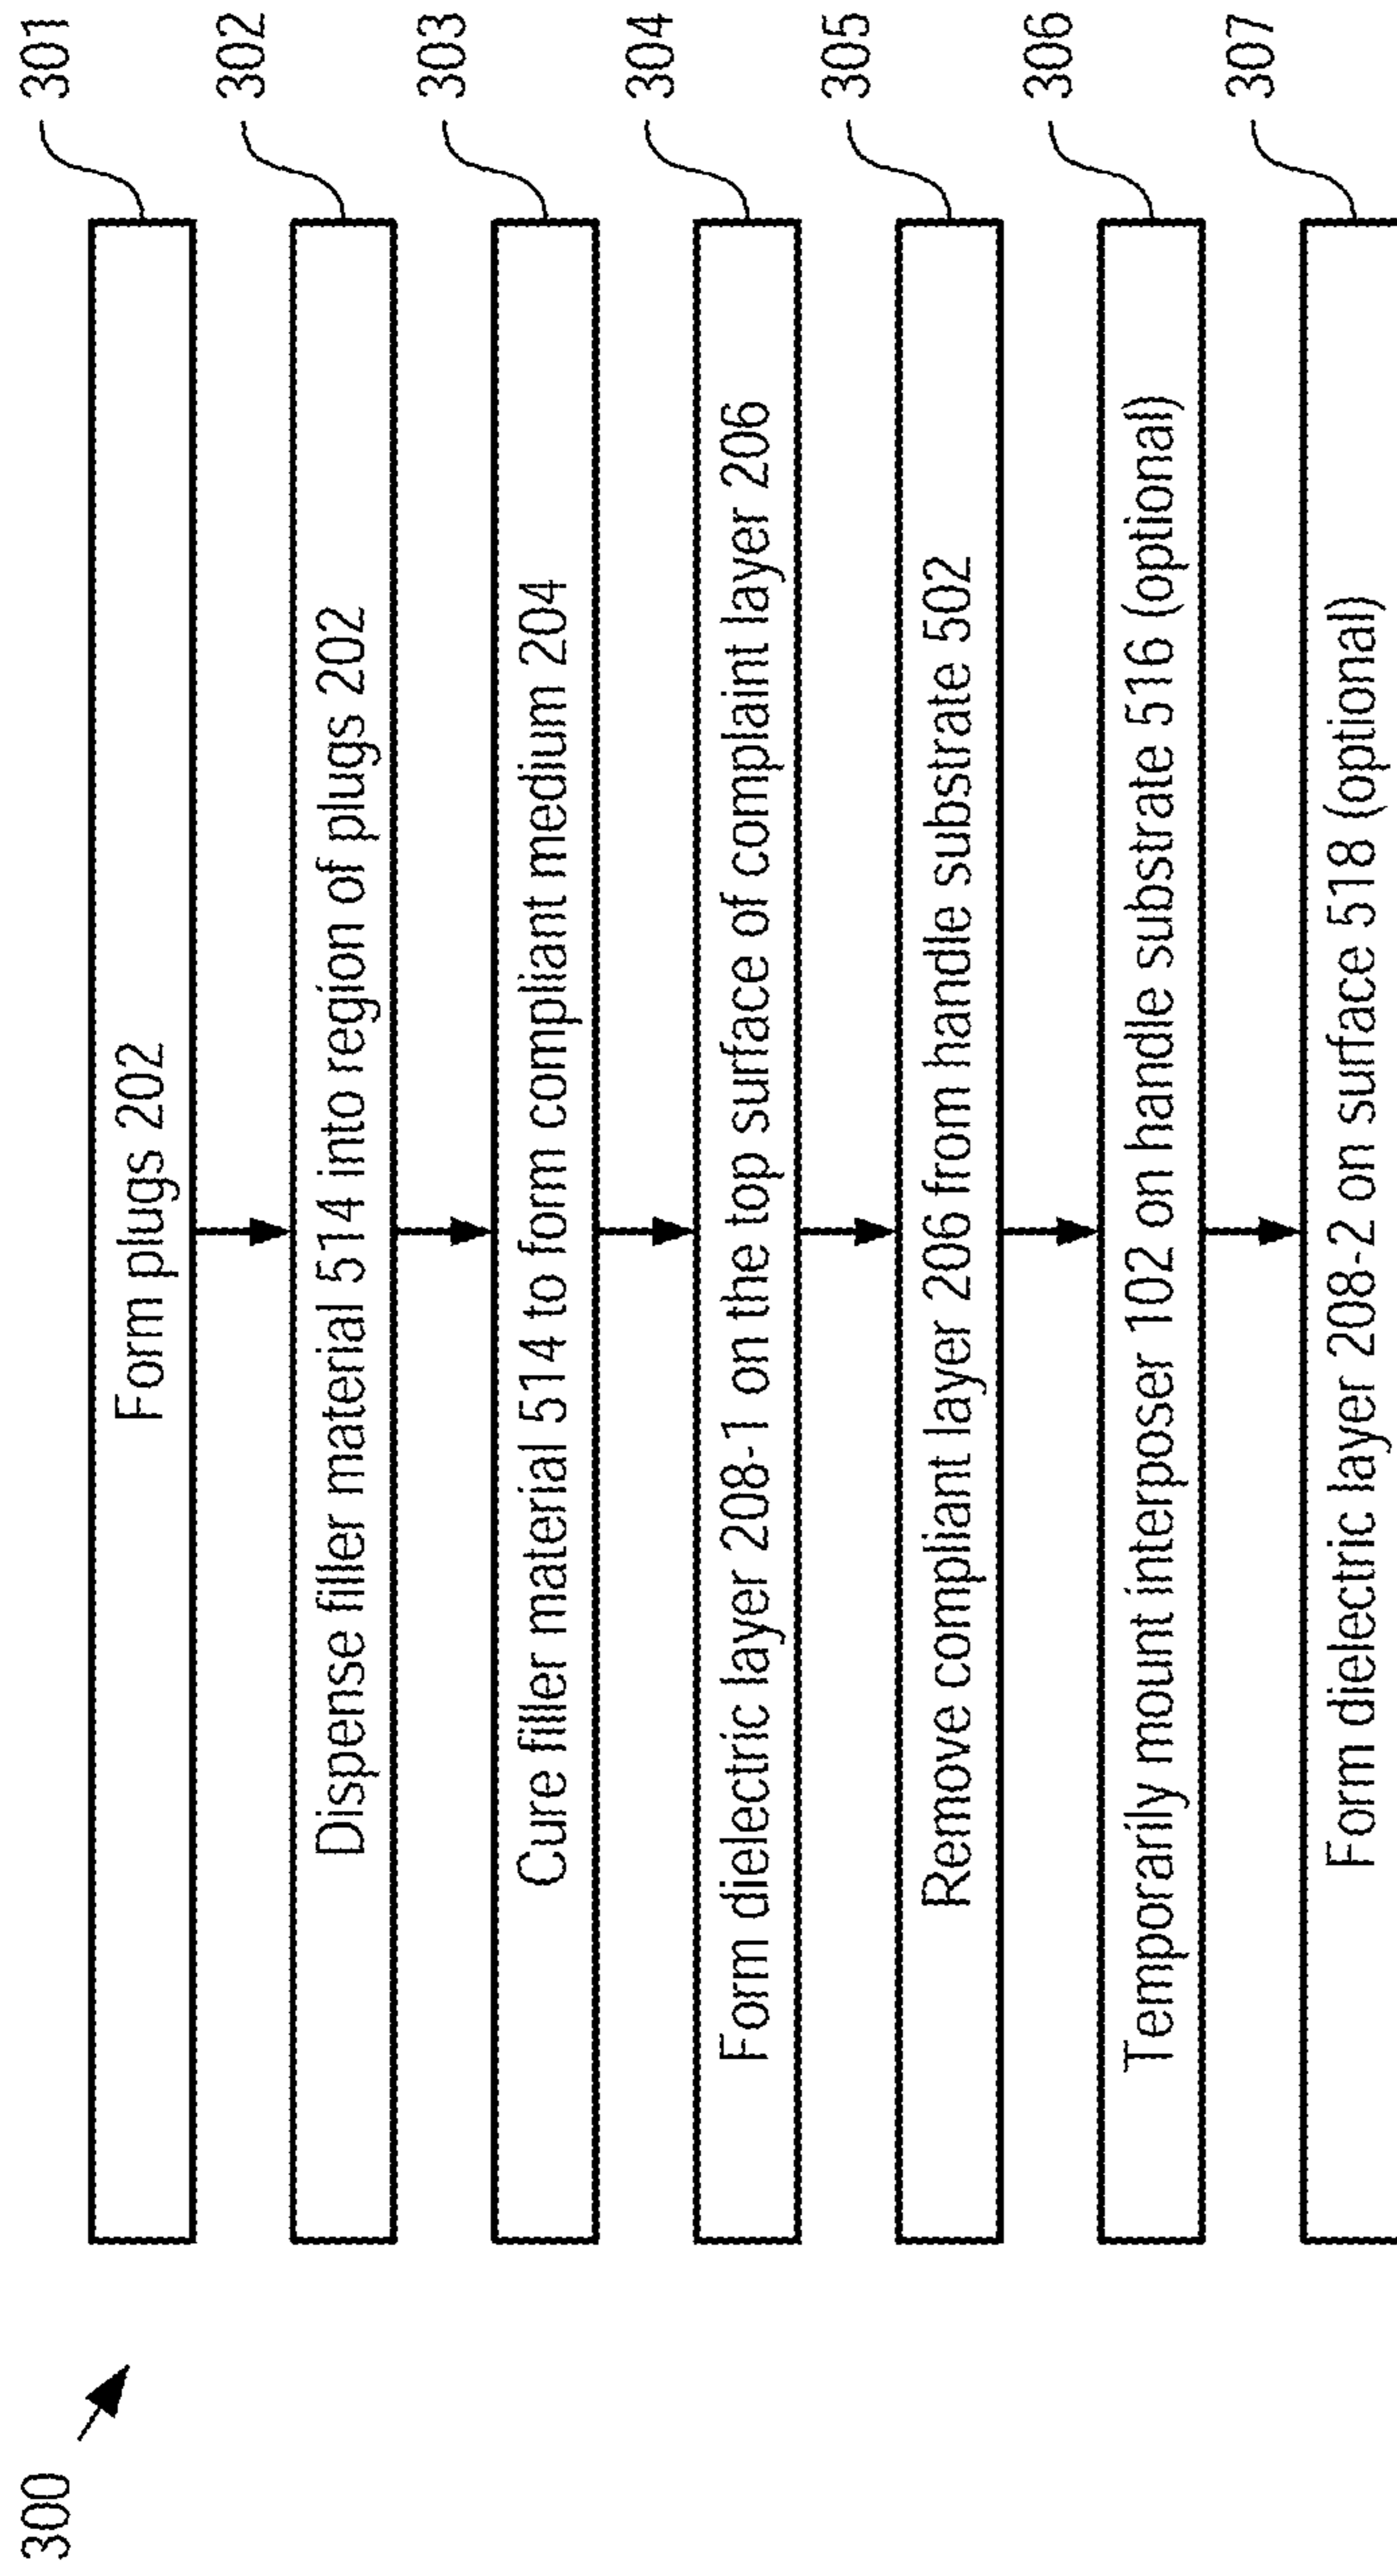 300
301
Form plugs 202
302
Dispense filler material 514 into region of plugs 202
303
Cure filler material 514 to form compliant medium 204
304
Form dielectric layer 208-1 on the top surface of complaint layer 206
305
Remove compliant layer 206 from handle substrate 502
306
Temporarily mount interposer 102 on handle substrate 516 (optional)
307
Form dielectric layer 208-2 on surface 518 (optional)